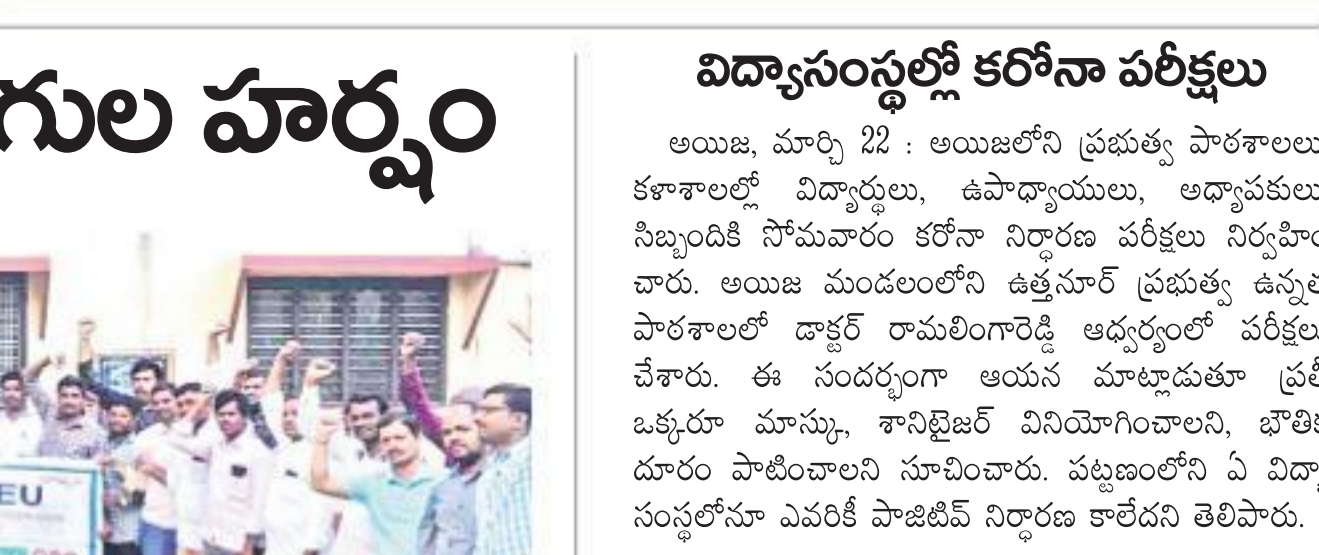 గుల హర్షం
EU
విద్యాసంస్థల్లో కరోనా పరీక్షలు
అయిజ, మార్చి 22 : అయిజలోని ప్రభుత్వ పాఠశాలలు
కళాశాలల్లో విద్యార్థులు, ఉపాధ్యాయులు, అధ్యాపకులు
సిబ్బందికి సోమవారం కరోనా నిర్ధారణ పరీక్షలు నిర్వహిం
చారు. అయిజ మండలంలోని ఉత్తనూర్ ప్రభుత్వ ఉన్నత
పాఠశాలలో డాక్టర్ రామలింగారెడ్డి ఆధ్వర్యంలో పరీక్షలు
చేశారు. ఈ సందర్భంగా ఆయన మాట్లాడుతూ ప్రతి
ఒక్కరూ మాస్కు, శానిటైజర్ వినియోగించాలని, భౌతిక
దూరం పాటించాలని సూచించారు. పట్టణంలోని ఏ విద్యా
సంస్థలోనూ ఎవరికీ పాజిటివ్ నిర్ధారణ కాలేదని తెలిపారు.